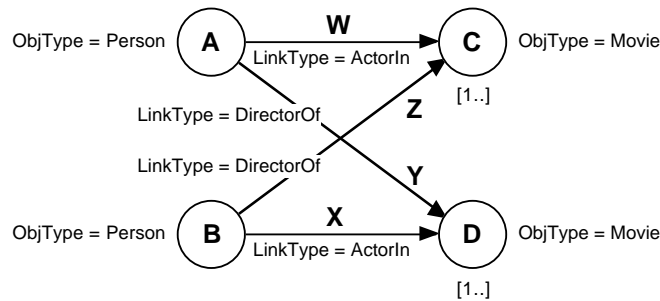 ObjType = Person A W C ObjType = Movie
LinkType = ActorIn
[1..]
LinkType = DirectorOf Z
LinkType = DirectorOf
Y
ObjType = Person B X D ObjType = Movie
LinkType = ActorIn
[1..]